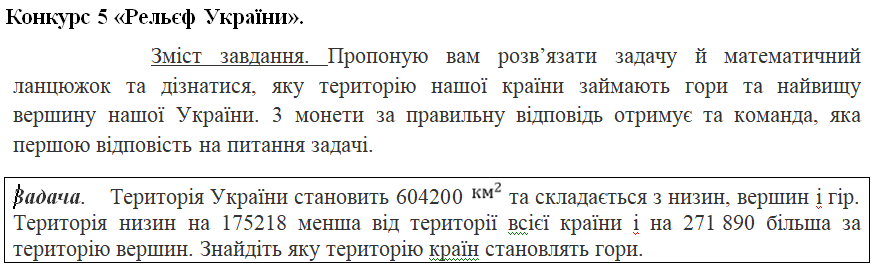 Конкурс 5 «Рельєф України».
Зміст завдання. Пропоную вам розв’язати задачу й математичний
ланцюжок та дізнатися, яку територію нашої країни займають гори та найвищу
вершину нашої України. 3 монети за правильну відповідь отримує та команда, яка
першою відповість на питання задачі.
Задача. Територія України становить 604200 км² та складається з низин, вершин і гір.
Територія низин на 175218 менша від території всієї країни і на 271 890 більша за
територію вершин. Знайдіть яку територію країн становлять гори.